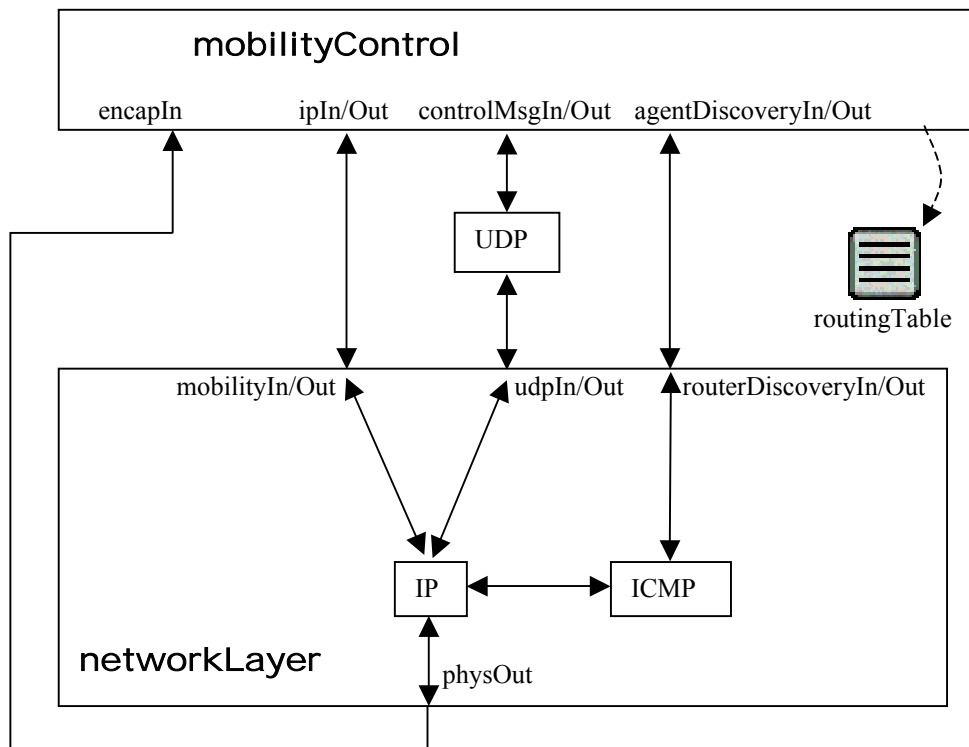 mobilityControl
encapIn ipIn/Out controlMsgIn/Out agentDiscoveryIn/Out
UDP
routingTable
mobilityIn/Out udpIn/Out routerDiscoveryIn/Out
IP ICMP
networkLayer
physOut